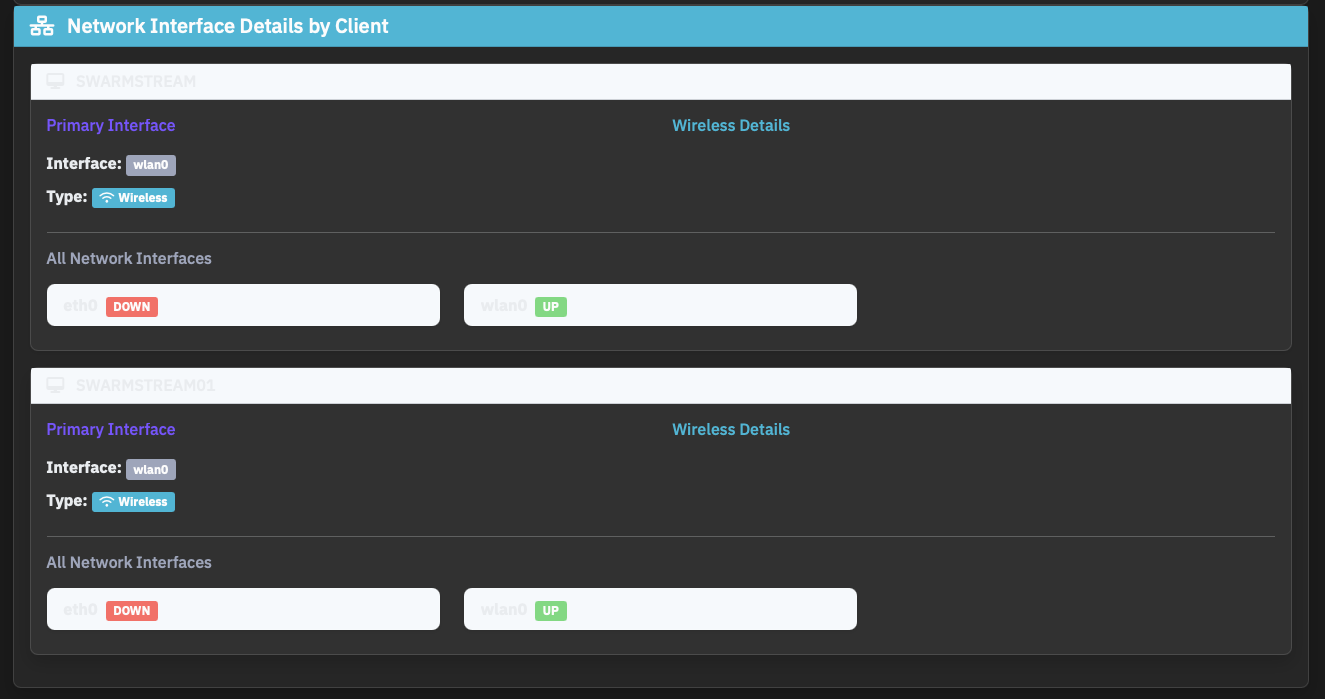 Network Interface Details by Client
SWARMSTREAM
Primary Interface
Interface: wlan0
Type: Wireless
Wireless Details
All Network Interfaces
eth0 DOWN
wlan0 UP
SWARMSTREAM01
Primary Interface
Interface: wlan0
Type: Wireless
Wireless Details
All Network Interfaces
eth0 DOWN
wlan0 UP